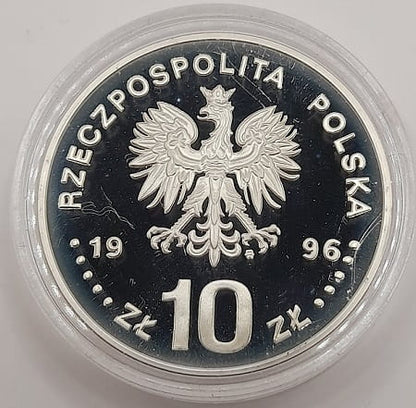 RZECZPOSPOLITA POLSKA
19 96
ZŁ 10 ZŁ